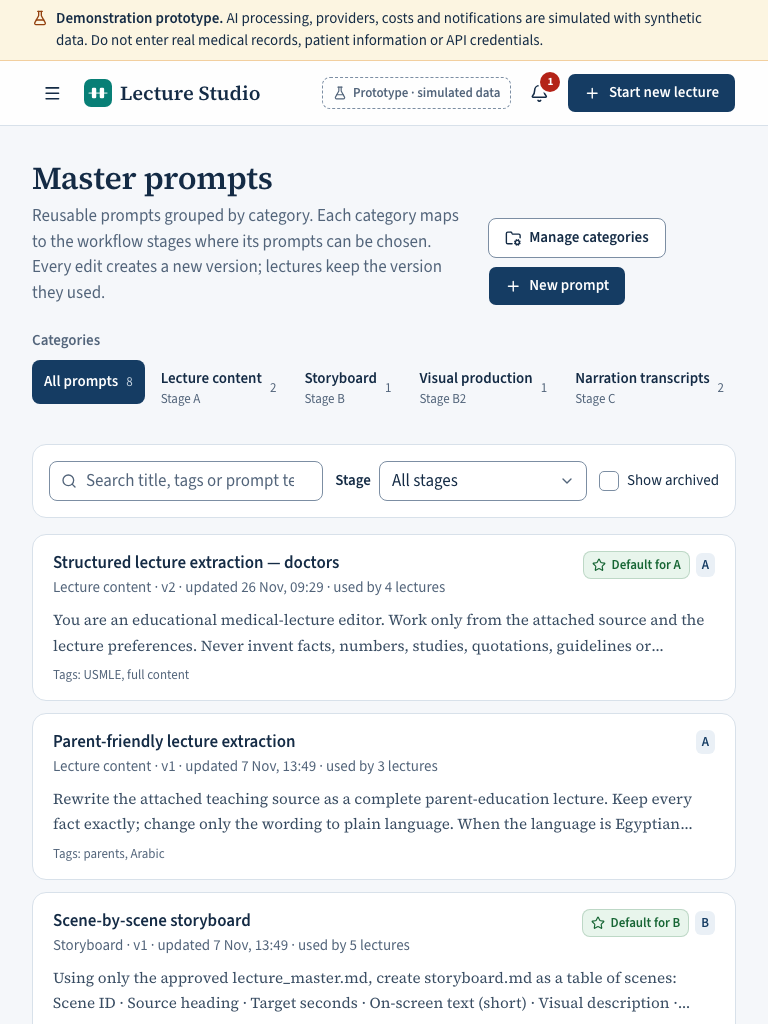 Demonstration prototype. AI processing, providers, costs and notifications are simulated with synthetic
data. Do not enter real medical records, patient information or API credentials.
Lecture Studio
Prototype · simulated data
1
Start new lecture
Master prompts
Reusable prompts grouped by category. Each category maps
to the workflow stages where its prompts can be chosen.
Every edit creates a new version; lectures keep the version
they used.
Manage categories
New prompt
Categories
All prompts 8
Lecture content 2
Stage A
Storyboard 1
Stage B
Visual production 1
Stage B2
Narration transcripts 2
Stage C
Search title, tags or prompt te
Stage
All stages
Show archived
Structured lecture extraction — doctors
Default for A
A
Lecture content · v2 · updated 26 Nov, 09:29 · used by 4 lectures
You are an educational medical-lecture editor. Work only from the attached source and the
lecture preferences. Never invent facts, numbers, studies, quotations, guidelines or…
Tags: USMLE, full content
Parent-friendly lecture extraction
A
Lecture content · v1 · updated 7 Nov, 13:49 · used by 3 lectures
Rewrite the attached teaching source as a complete parent-education lecture. Keep every
fact exactly; change only the wording to plain language. When the language is Egyptian…
Tags: parents, Arabic
Scene-by-scene storyboard
Default for B
B
Storyboard · v1 · updated 7 Nov, 13:49 · used by 5 lectures
Using only the approved lecture_master.md, create storyboard.md as a table of scenes:
Scene ID · Source heading · Target seconds · On-screen text (short) · Visual description ·…